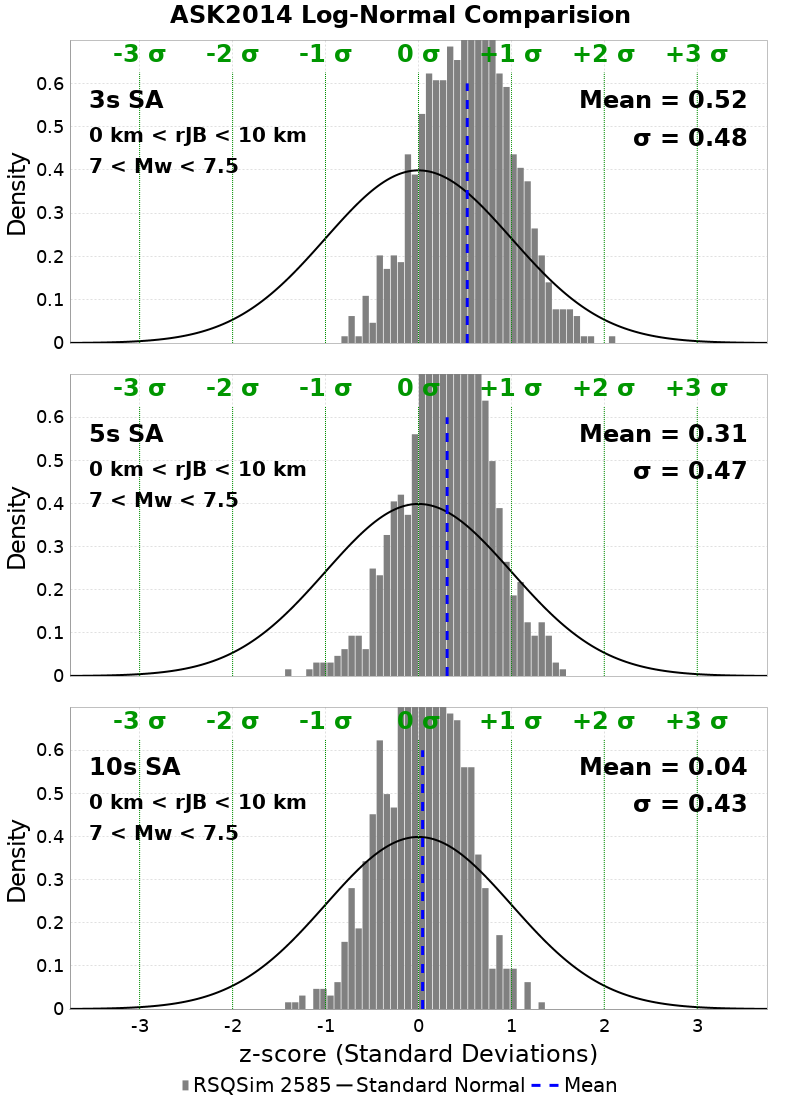 ASK2014 Log-Normal Comparision
-3 σ -2 σ -1 σ 0 σ +1 σ +2 σ +3 σ
3s SA
0 km < rJB < 10 km
7 < Mw < 7.5
Mean = 0.52
σ = 0.48
Density
0.6
0.5
0.4
0.3
0.2
0.1
0
-3 σ -2 σ -1 σ 0 σ +1 σ +2 σ +3 σ
5s SA
0 km < rJB < 10 km
7 < Mw < 7.5
Mean = 0.31
σ = 0.47
Density
0.6
0.5
0.4
0.3
0.2
0.1
0
-3 σ -2 σ -1 σ 0 σ +1 σ +2 σ +3 σ
10s SA
0 km < rJB < 10 km
7 < Mw < 7.5
Mean = 0.04
σ = 0.43
Density
0.6
0.5
0.4
0.3
0.2
0.1
0
-3 -2 -1 0 1 2 3
z-score (Standard Deviations)
RSQSim 2585 Standard Normal Mean